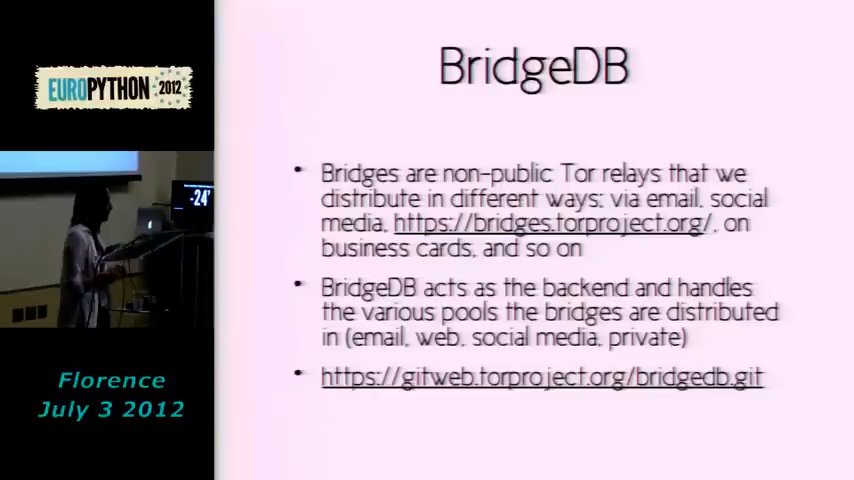 BridgeDB
EUROPYTHON 2012
• Bridges are non-public Tor relays that we
distribute in different ways: via email, social
media, https://bridges.torproject.org/, on
business cards, and so on
• BridgeDB acts as the backend and handles
the various pools the bridges are distributed
in (email, web, social media, private)
• https://gitweb.torproject.org/bridgedb.git
-24'
Florence
July 3 2012